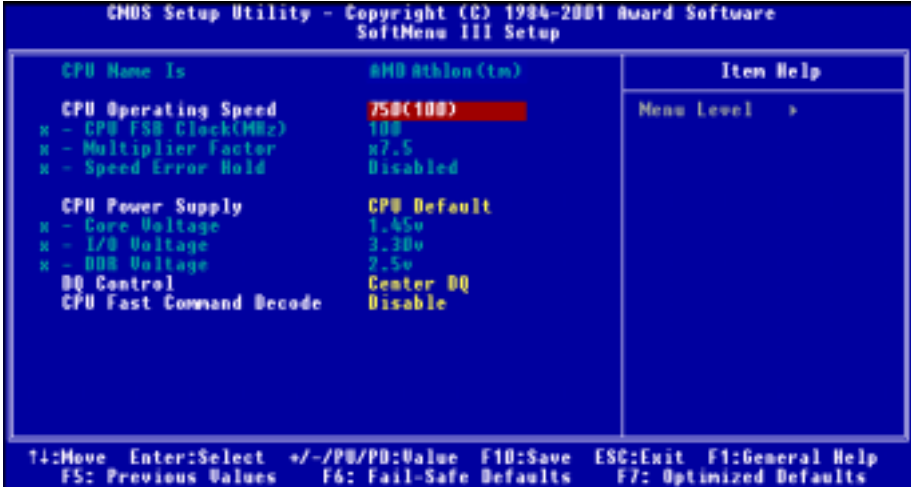 CMOS Setup Utility - Copyright (C) 1984-2001 Award Software
SoftMenu III Setup
CPU Name Is AMD Athlon(tm)
Item Help
CPU Operating Speed 750(100)
Menu Level ▸
x - CPU FSB Clock(MHz) 100
x - Multiplier Factor x7.5
x - Speed Error Hold Disabled
CPU Power Supply CPU Default
x - Core Voltage 1.45v
x - I/O Voltage 3.30v
x - DDR Voltage 2.5v
DQ Control Center DQ
CPU Fast Command Decode Disable
↑↓:Move Enter:Select +/-/PU/PD:Value F10:Save ESC:Exit F1:General Help
F5: Previous Values F6: Fail-Safe Defaults F7: Optimized Defaults